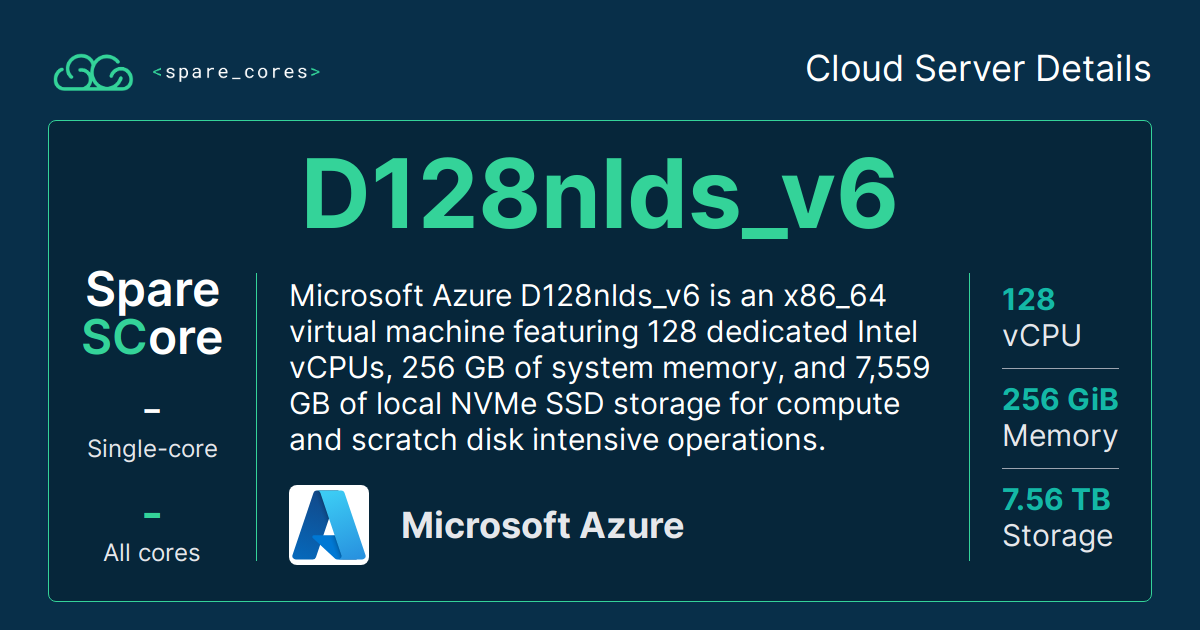 <spare_cores>
Cloud Server Details
D128nlds_v6
Spare
SCore
–
Single-core
–
All cores
Microsoft Azure D128nlds_v6 is an x86_64
virtual machine featuring 128 dedicated Intel
vCPUs, 256 GB of system memory, and 7,559
GB of local NVMe SSD storage for compute
and scratch disk intensive operations.
Microsoft Azure
128
vCPU
256 GiB
Memory
7.56 TB
Storage